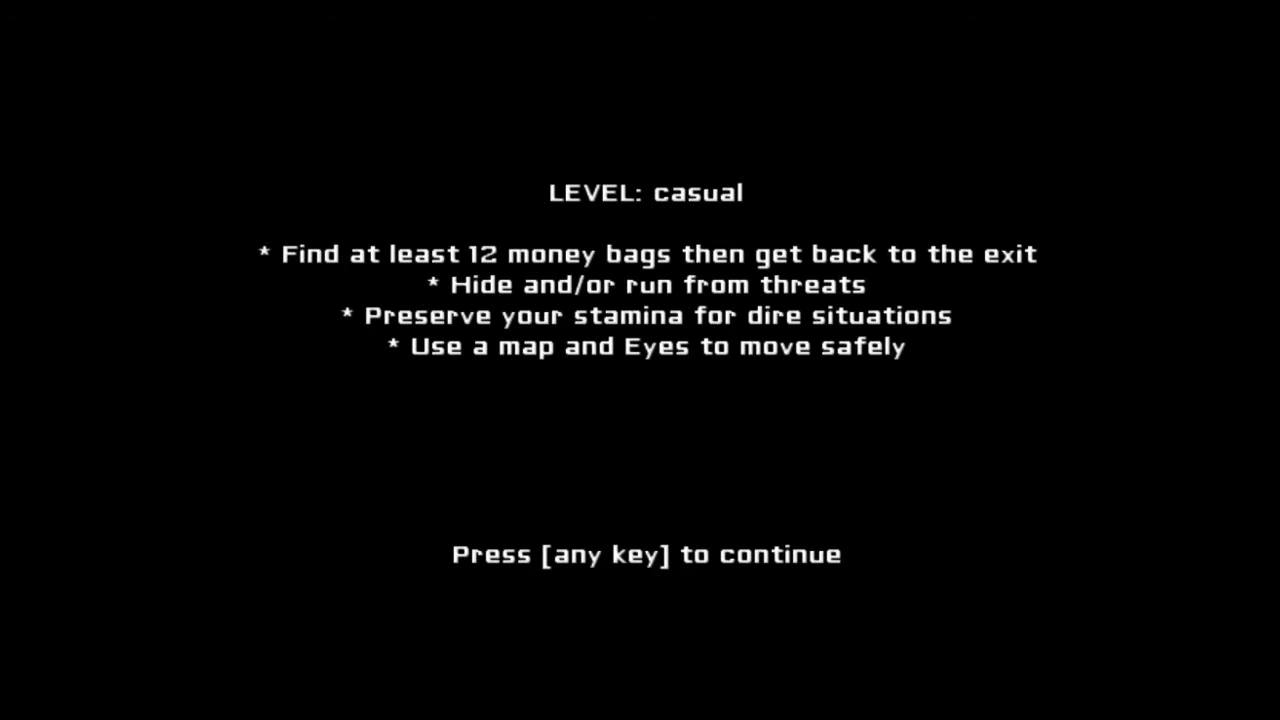 LEVEL: casual
* Find at least 12 money bags then get back to the exit
* Hide and/or run from threats
* Preserve your stamina for dire situations
* Use a map and Eyes to move safely
Press [any key] to continue